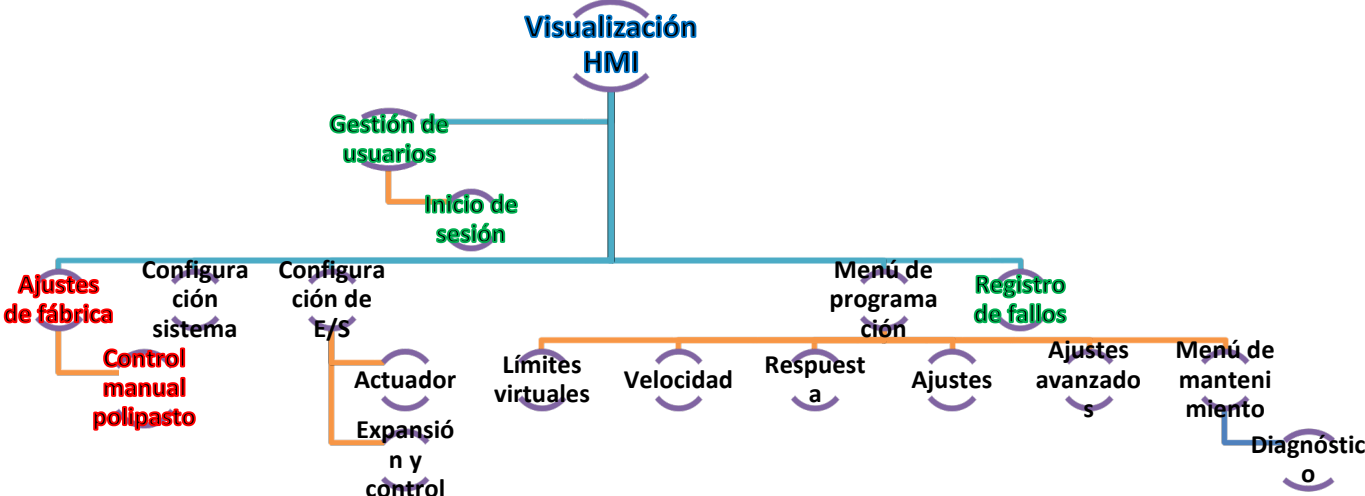 Visualización
HMI
Gestión de
usuarios
Inicio de
sesión
Ajustes
de fábrica
Control
manual
polipasto
Configura
ción
sistema
Configura
ción de
E/S
Actuador
Expansió
n y
control
Menú de
programa
ción
Límites
virtuales
Velocidad
Respuest
a
Ajustes
Ajustes
avanzado
s
Menú de
manteni
miento
Diagnóstic
o
Registro
de fallos